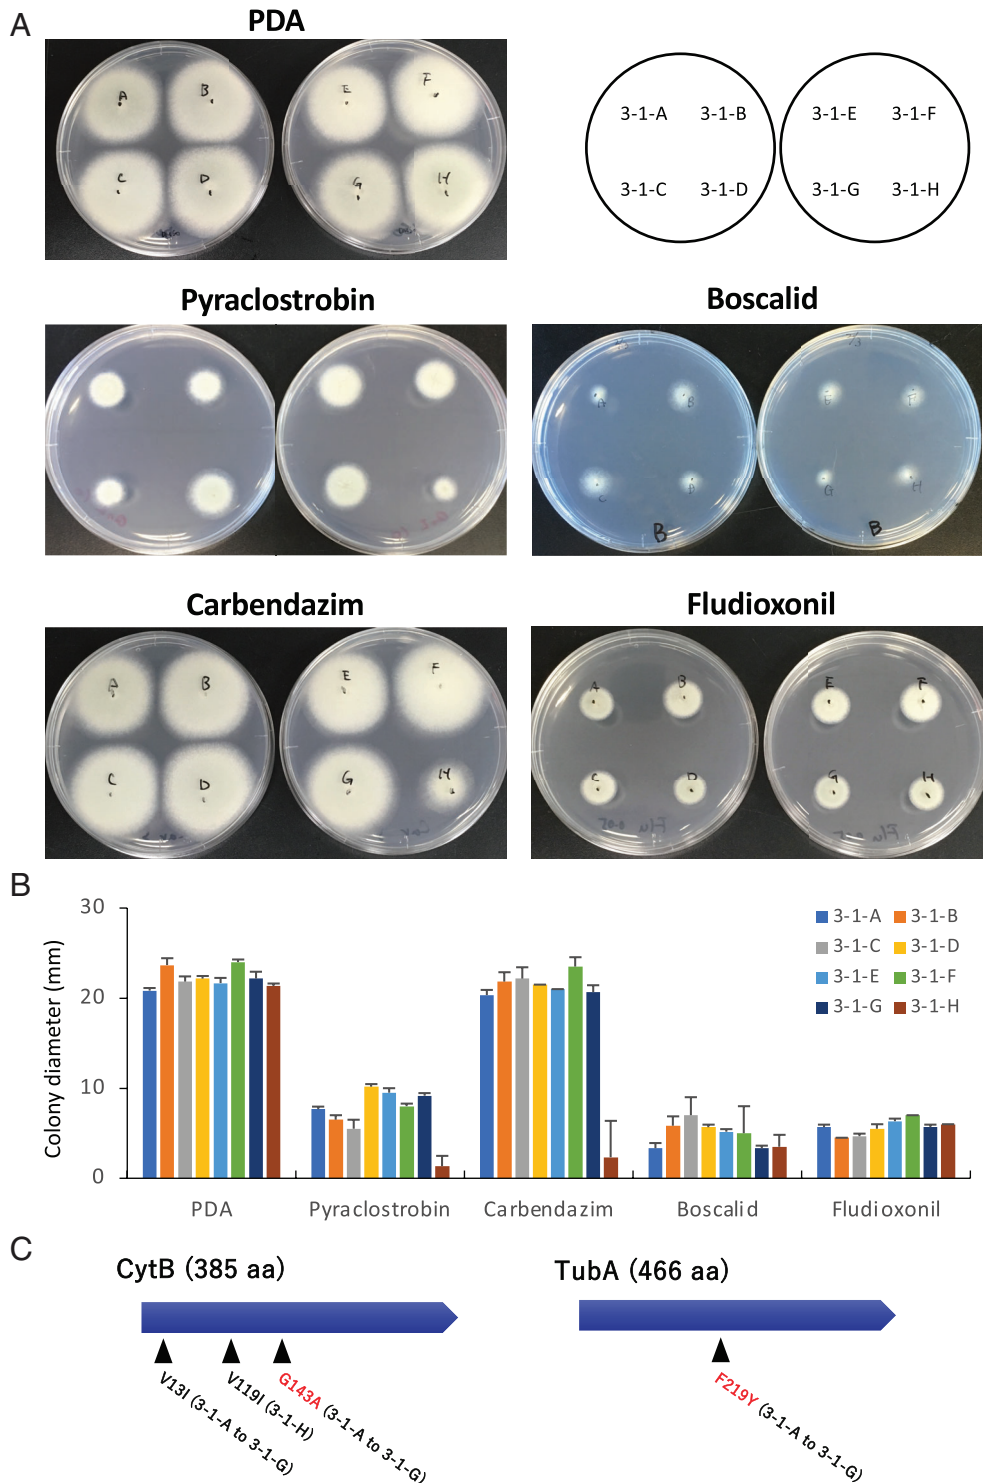 A
PDA
A B E F
C D G H
3-1-A 3-1-B 3-1-E 3-1-F
3-1-C 3-1-D 3-1-G 3-1-H
Pyraclostrobin Boscalid
A B E F
C G H
B B
Carbendazim Fludioxonil
A B E F A B E F
C D G H C D G H
B
30
20
10
0
Colony diameter (mm)
3-1-A 3-1-B
3-1-C 3-1-D
3-1-E 3-1-F
3-1-G 3-1-H
PDA Pyraclostrobin Carbendazim Boscalid Fludioxonil
C
CytB (385 aa) TubA (466 aa)
V13I (3-1-A to 3-1-G)
V119I (3-1-H)
G143A (3-1-A to 3-1-G)
F219Y (3-1-A to 3-1-G)